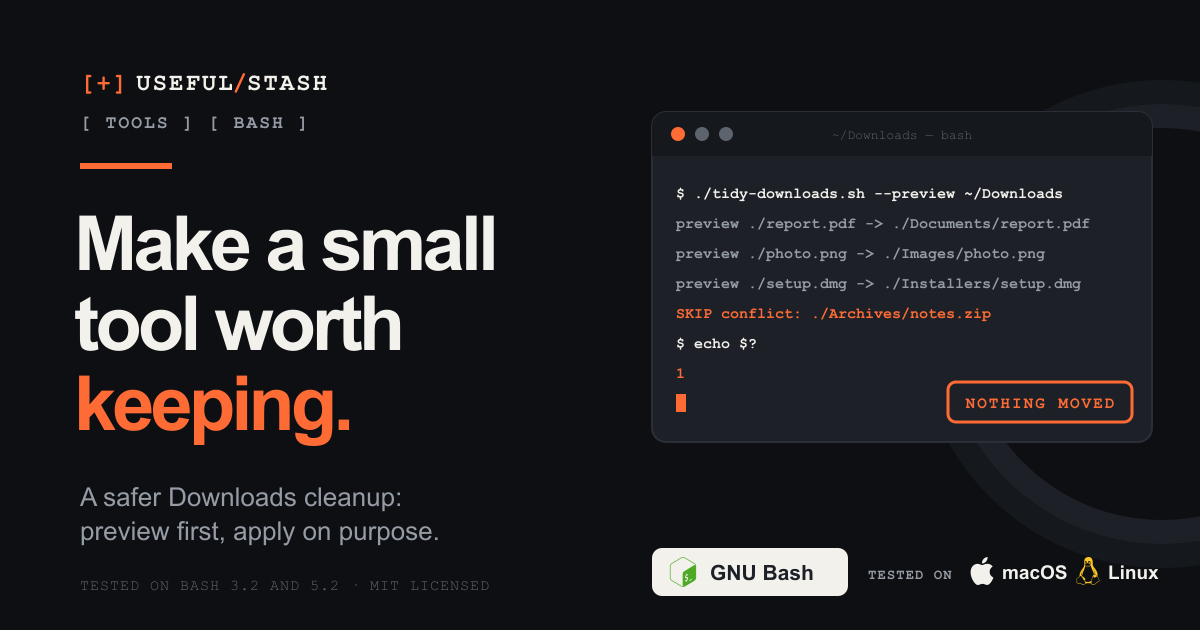 [+] USEFUL/STASH
[ TOOLS ] [ BASH ]
Make a small
tool worth
keeping.
A safer Downloads cleanup:
preview first, apply on purpose.
TESTED ON BASH 3.2 AND 5.2 · MIT LICENSED
~/Downloads — bash
$ ./tidy-downloads.sh --preview ~/Downloads
preview ./report.pdf -> ./Documents/report.pdf
preview ./photo.png -> ./Images/photo.png
preview ./setup.dmg -> ./Installers/setup.dmg
SKIP conflict: ./Archives/notes.zip
$ echo $?
1
NOTHING MOVED
GNU Bash
TESTED ON macOS Linux